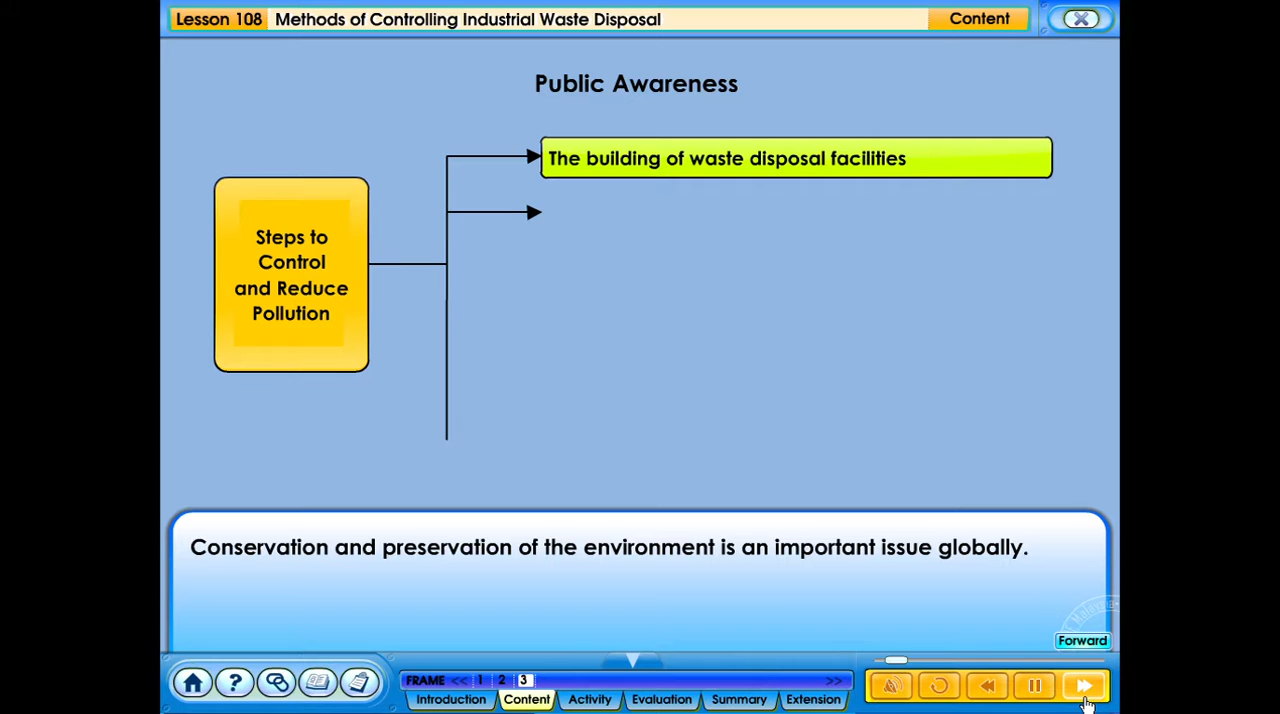 Lesson 108 Methods of Controlling Industrial Waste Disposal Content
Public Awareness
The building of waste disposal facilities
Steps to
Control
and Reduce
Pollution
Conservation and preservation of the environment is an important issue globally.
Forward
FRAME << 1 2 3 >>
Introduction Content Activity Evaluation Summary Extension